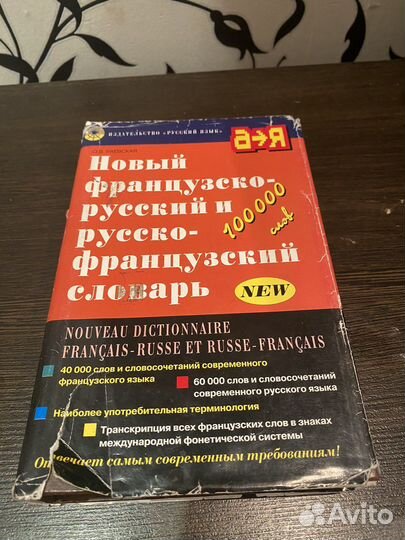 ИЗДАТЕЛЬСТВО «РУССКИЙ ЯЗЫК»
а→я
О.В. РАЕВСКАЯ
Новый
французско-
русский и
русско-
французский
словарь
100 000
слов
NEW
NOUVEAU DICTIONNAIRE
FRANÇAIS-RUSSE ET RUSSE-FRANÇAIS
40 000 слов и словосочетаний современного
французского языка
60 000 слов и словосочетаний
современного русского языка
Наиболее употребительная терминология
Транскрипция всех французских слов в знаках
международной фонетической системы
Отвечает самым современным требованиям!
Avito